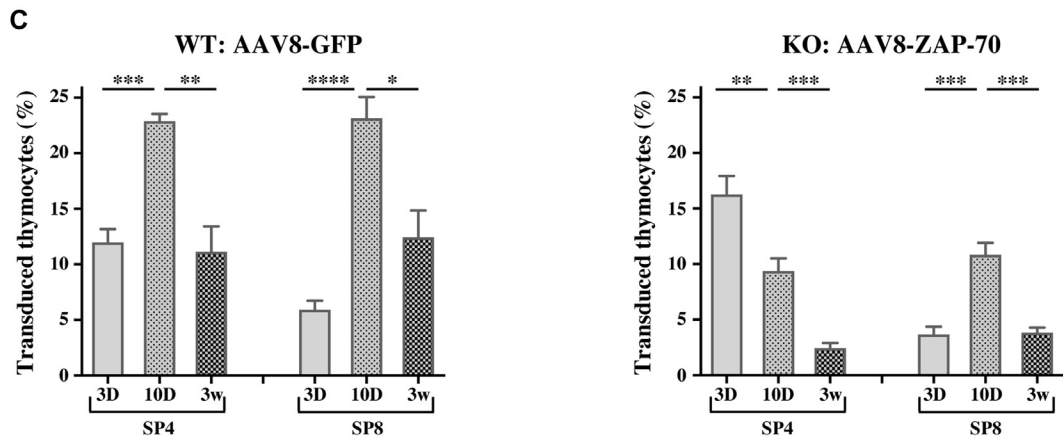 C
WT: AAV8-GFP
*** ** **** *
Transduced thymocytes (%)
25
20
15
10
5
0
3D 10D 3w 3D 10D 3w
SP4 SP8
KO: AAV8-ZAP-70
** *** *** ***
Transduced thymocytes (%)
25
20
15
10
5
0
3D 10D 3w 3D 10D 3w
SP4 SP8